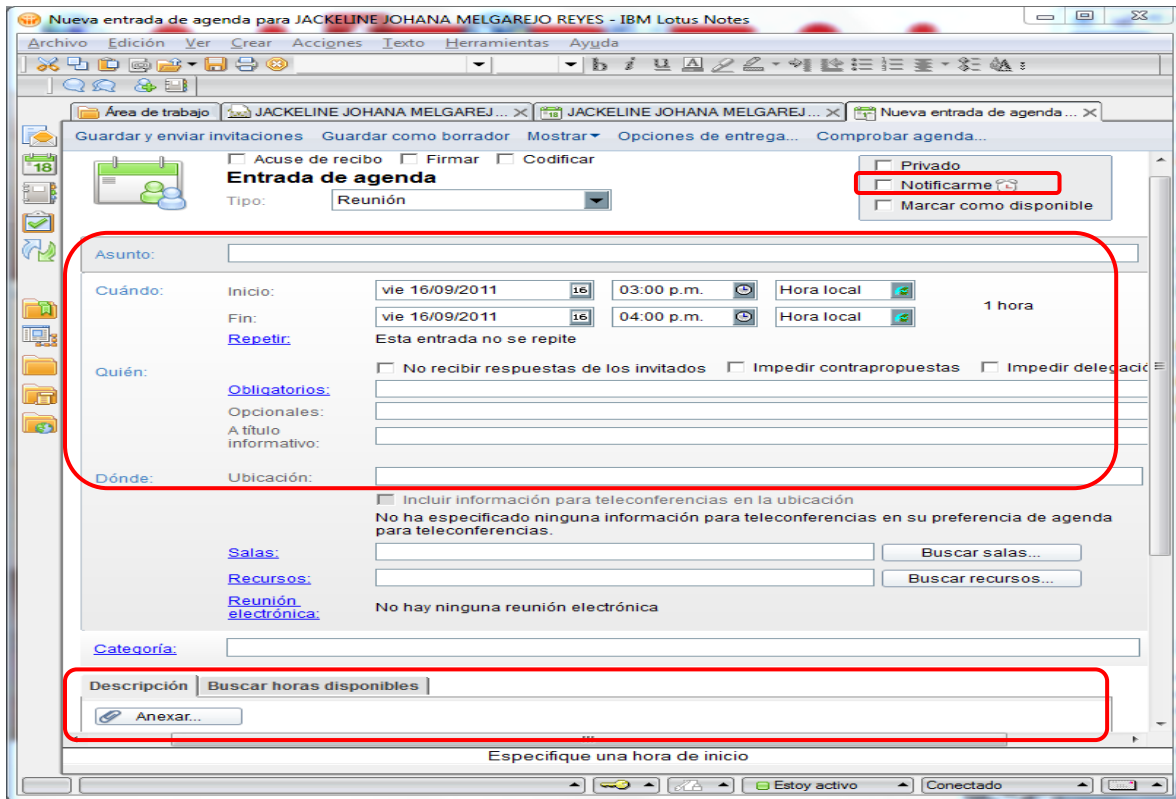 Nueva entrada de agenda para JACKELINE JOHANA MELGAREJO REYES - IBM Lotus Notes
Archivo Edición Ver Crear Acciones Texto Herramientas Ayuda
Área de trabajo JACKELINE JOHANA MELGAREJ... JACKELINE JOHANA MELGAREJ... Nueva entrada de agenda ...
Guardar y enviar invitaciones Guardar como borrador Mostrar Opciones de entrega... Comprobar agenda...
Acuse de recibo Firmar Codificar
Privado
Entrada de agenda
Notificarme
Tipo: Reunión
Marcar como disponible
18
Asunto:
Cuándo: Inicio: vie 16/09/2011 16 03:00 p.m. Hora local
1 hora
Fin: vie 16/09/2011 16 04:00 p.m. Hora local
Repetir: Esta entrada no se repite
Quién: No recibir respuestas de los invitados Impedir contrapropuestas Impedir delegació
Obligatorios:
Opcionales:
A título
informativo:
Dónde: Ubicación:
Incluir información para teleconferencias en la ubicación
No ha especificado ninguna información para teleconferencias en su preferencia de agenda
para teleconferencias.
Salas: Buscar salas...
Recursos: Buscar recursos...
Reunión
electrónica: No hay ninguna reunión electrónica
Categoría:
Descripción Buscar horas disponibles
Anexar...
Especifique una hora de inicio
Estoy activo Conectado